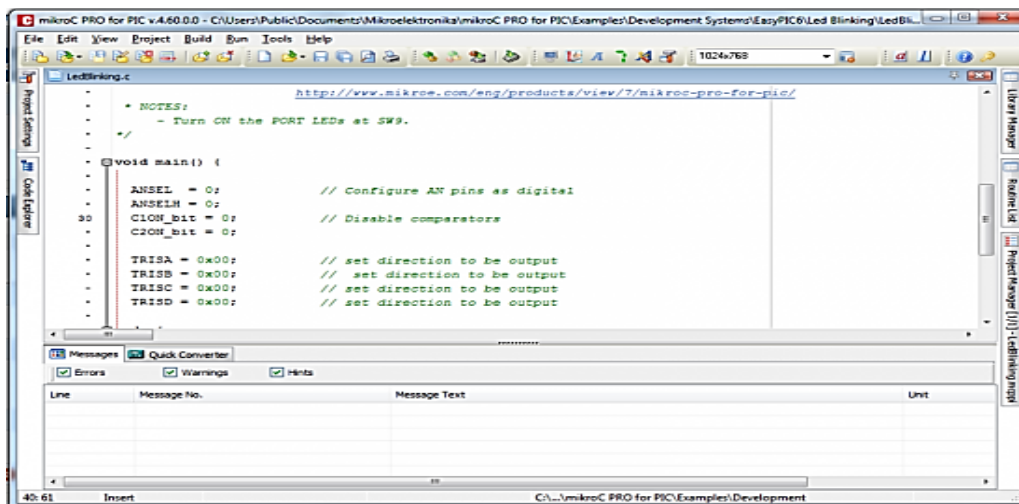 mikroC PRO for PIC v.4.60.0.0 - C:\Users\Public\Documents\Mikroelektronika\mikroC PRO for PIC\Examples\Development Systems\EasyPIC6\Led Blinking\LedBli...
File Edit View Project Build Run Tools Help
1024x768
LedBlinking.c
http://www.mikroe.com/eng/products/view/7/mikroc-pro-for-pic/
* NOTES:
- Turn ON the PORT LEDs at SW9.
*/
void main() {
ANSEL = 0; // Configure AN pins as digital
ANSELH = 0;
30 C1ON_bit = 0; // Disable comparators
C2ON_bit = 0;
TRISA = 0x00; // set direction to be output
TRISB = 0x00; // set direction to be output
TRISC = 0x00; // set direction to be output
TRISD = 0x00; // set direction to be output
Messages Quick Converter
Errors Warnings Hints
Line Message No. Message Text Unit
40: 61 Insert C:\...\mikroC PRO for PIC\Examples\Development
Project Settings
Code Explorer
Library Manager
Routine List
Project Manager [1/1] - LedBlinking.mcppi